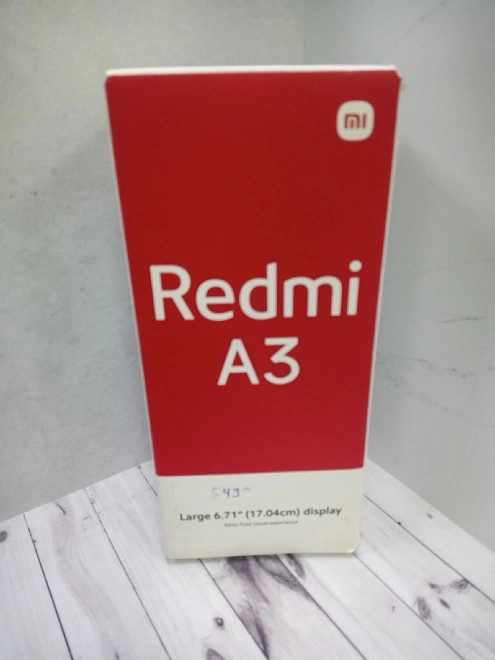 mi
Redmi
A3
Large 6.71" (17.04cm) display